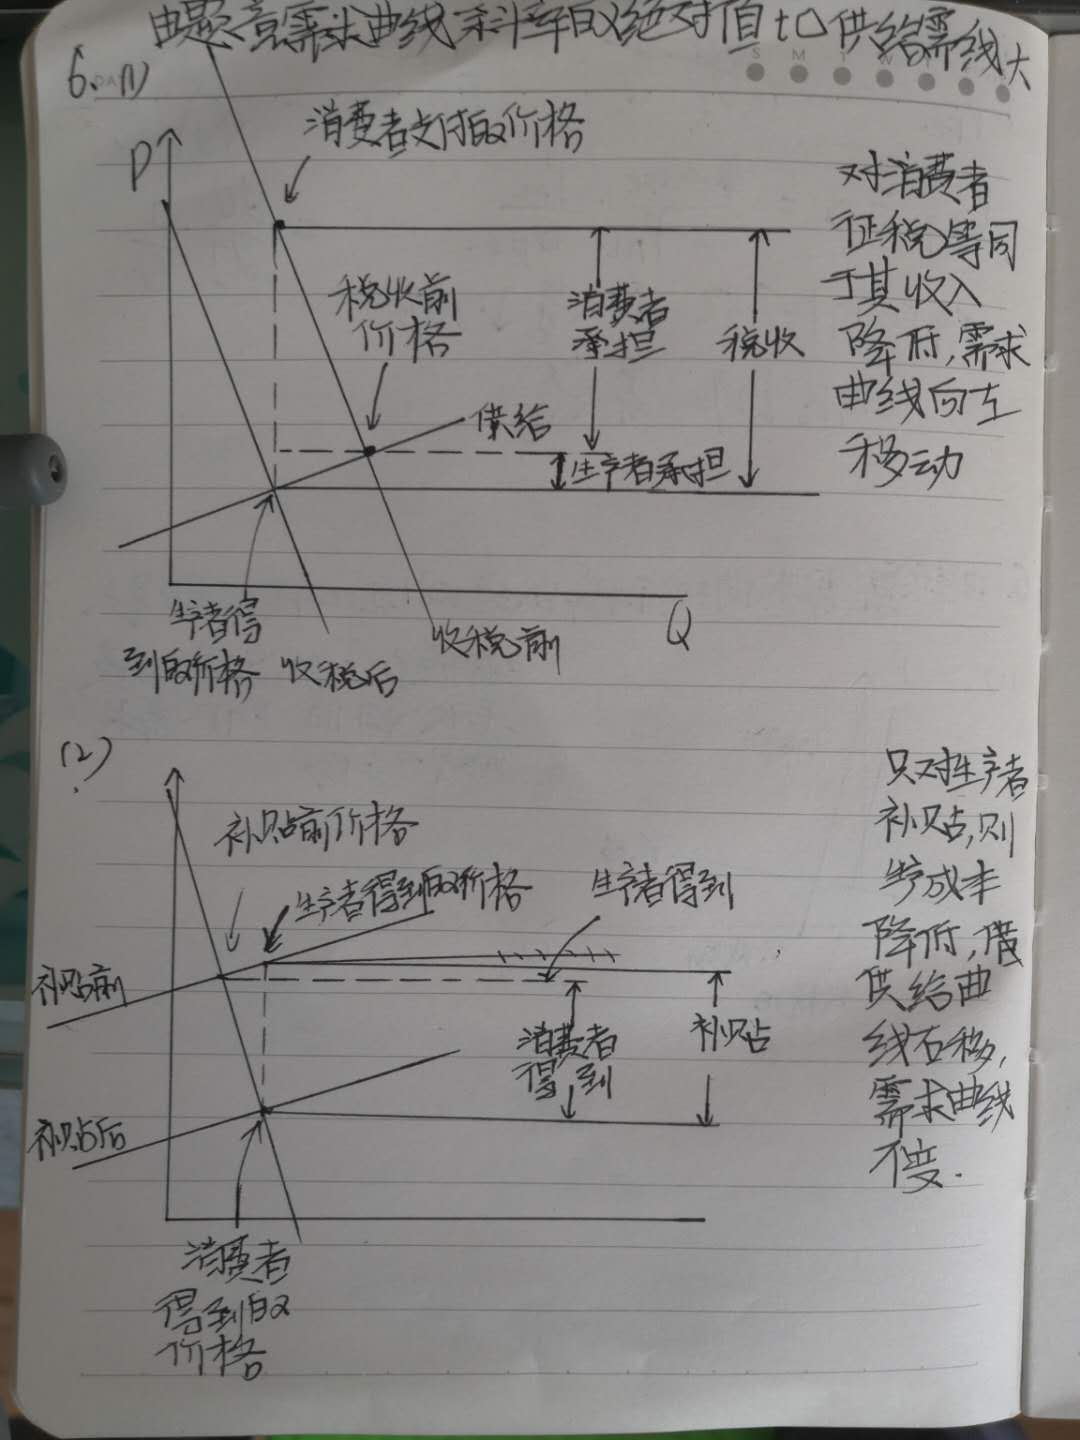 由题意需求曲线斜率的绝对值比供给需线大
6、(1)
消费者支付的价格
P
对消费者
征税等同
于其收入
降低,需求
曲线向左
移动
税收前
价格
消费者
承担
税收
供给
生产者承担
生产者得
到的价格
收税后
收税前
Q
(2)
补贴前价格
生产者得到的价格
生产者得到
补贴前
消费者
得到
补贴
补贴后
消费者
得到的
价格
只对生产者
补贴,则
生产成本
降低,
供给曲
线右移,
需求曲线
不变.